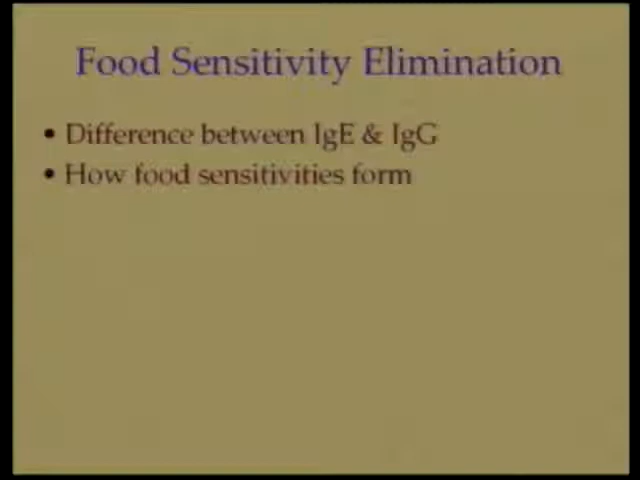 Food Sensitivity Elimination
• Difference between IgE & IgG
• How food sensitivities form